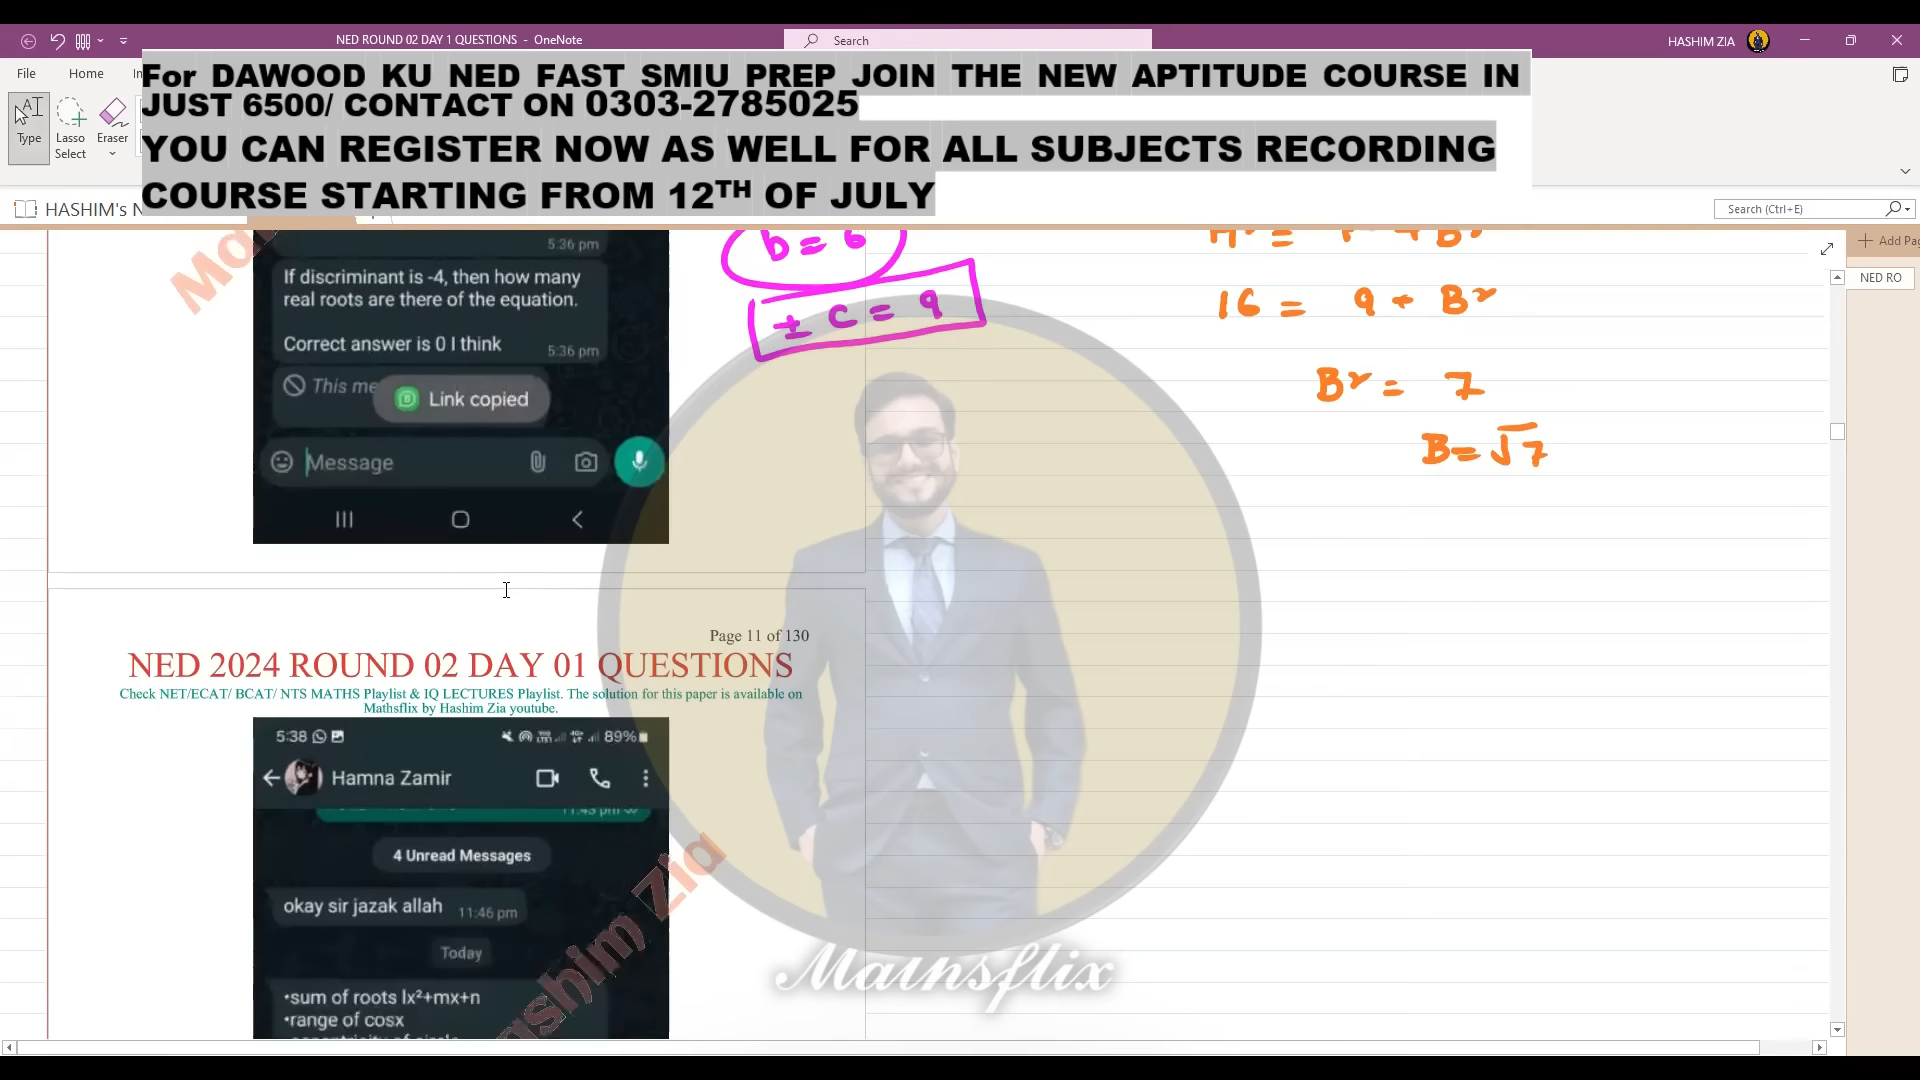 NED ROUND 02 DAY 1 QUESTIONS - OneNote
Search
HASHIM ZIA
File
Home
For DAWOOD KU NED FAST SMIU PREP JOIN THE NEW APTITUDE COURSE IN
JUST 6500/ CONTACT ON 0303-2785025
YOU CAN REGISTER NOW AS WELL FOR ALL SUBJECTS RECORDING
COURSE STARTING FROM 12TH OF JULY
Type
Lasso
Select
Eraser
HASHIM's N
Search (Ctrl+E)
Add Pag
NED RO
5:36 pm
If discriminant is -4, then how many
real roots are there of the equation.
Correct answer is 0 I think
5:36 pm
This me
Link copied
Message
b = 6
± c = 9
16 = 9 + B²
B² = 7
B = √7
Page 11 of 130
NED 2024 ROUND 02 DAY 01 QUESTIONS
Check NET/ECAT/ BCAT/ NTS MATHS Playlist & IQ LECTURES Playlist. The solution for this paper is available on
Mathsflix by Hashim Zia youtube.
5:38
89%
Hamna Zamir
4 Unread Messages
okay sir jazak allah
11:46 pm
Today
•sum of roots lx²+mx+n
•range of cosx
ashim Zia
Mathsflix